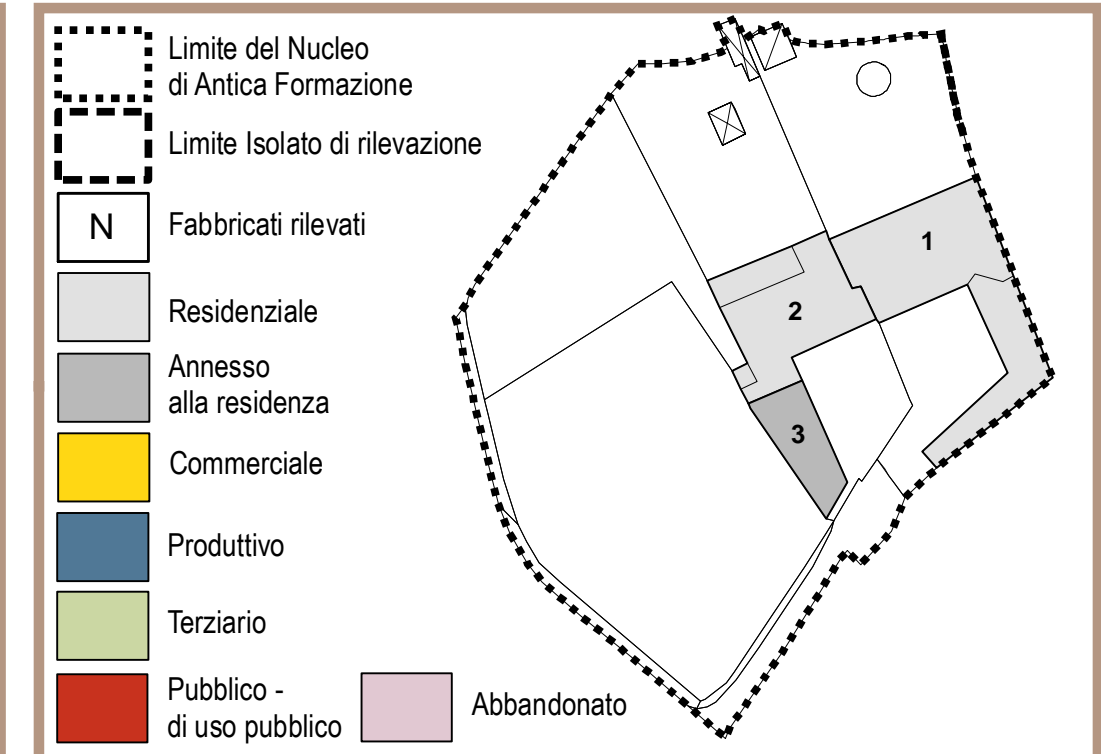 Limite del Nucleo
di Antica Formazione
Limite Isolato di rilevazione
N
Fabbricati rilevati
Residenziale
Annesso
alla residenza
Commerciale
Produttivo
Terziario
Pubblico -
di uso pubblico
Abbandonato
1
2
3